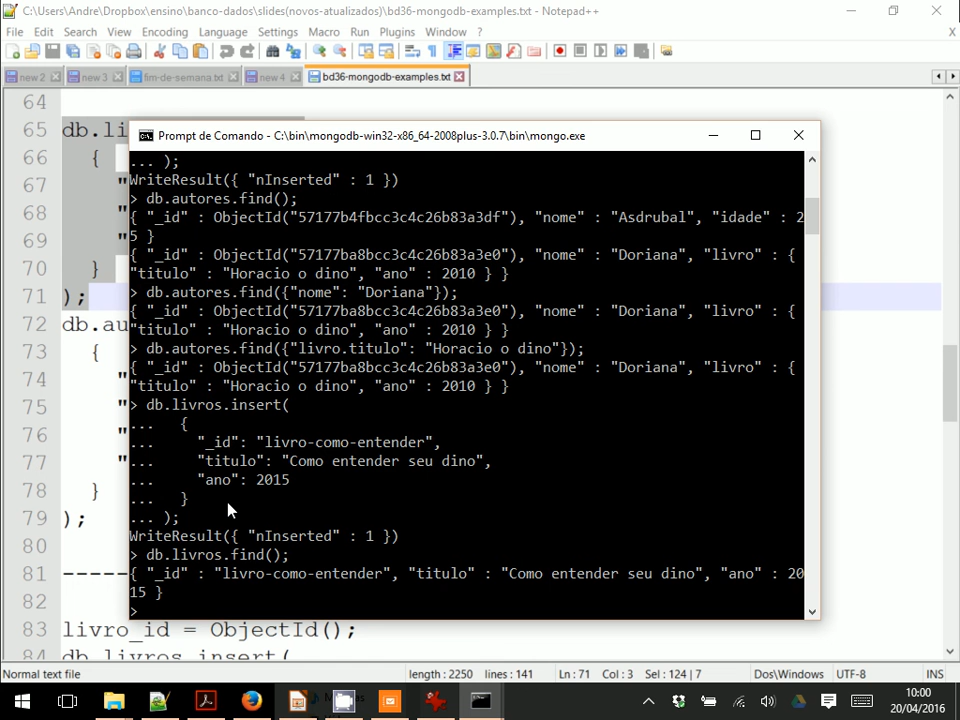 C:\Users\Andre\Dropbox\ensino\banco-dados\slides(novos-atualizados)\bd36-mongodb-examples.txt - Notepad++
File Edit Search View Encoding Language Settings Macro Run Plugins Window ? X
new 2 new 3 fim-de-semana.txt new 4 bd36-mongodb-examples.txt
64
65 db.li
66 {
67 "
68 "
69 "
70 }
71 );
72 db.au
73 {
74 "
75 "
76 "
77 "
78 }
79 );
80
81 -----
82
83 livro_id = ObjectId();
84 db.livros.insert(
Prompt de Comando - C:\bin\mongodb-win32-x86_64-2008plus-3.0.7\bin\mongo.exe
... );
WriteResult({ "nInserted" : 1 })
> db.autores.find();
{ "_id" : ObjectId("57177b4fbcc3c4c26b83a3df"), "nome" : "Asdrubal", "idade" : 2
5 }
{ "_id" : ObjectId("57177ba8bcc3c4c26b83a3e0"), "nome" : "Doriana", "livro" : {
"titulo" : "Horacio o dino", "ano" : 2010 } }
> db.autores.find({"nome": "Doriana"});
{ "_id" : ObjectId("57177ba8bcc3c4c26b83a3e0"), "nome" : "Doriana", "livro" : {
"titulo" : "Horacio o dino", "ano" : 2010 } }
> db.autores.find({"livro.titulo": "Horacio o dino"});
{ "_id" : ObjectId("57177ba8bcc3c4c26b83a3e0"), "nome" : "Doriana", "livro" : {
"titulo" : "Horacio o dino", "ano" : 2010 } }
> db.livros.insert(
... {
... "_id": "livro-como-entender",
... "titulo": "Como entender seu dino",
... "ano": 2015
... }
... );
WriteResult({ "nInserted" : 1 })
> db.livros.find();
{ "_id" : "livro-como-entender", "titulo" : "Como entender seu dino", "ano" : 20
15 }
>
Normal text file length : 2250 lines : 141 Ln : 71 Col : 3 Sel : 124 | 7 Dos\Windows UTF-8 INS
10:00
20/04/2016